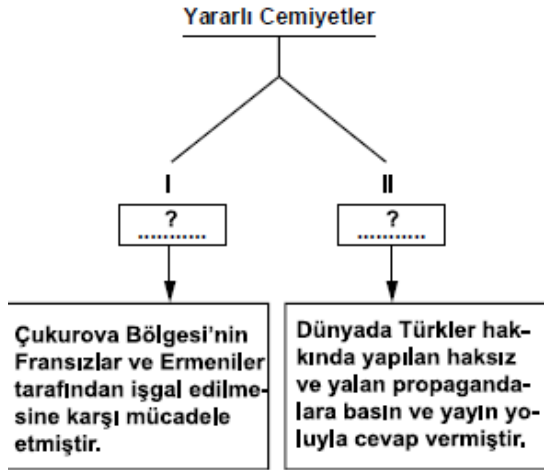 Yararlı Cemiyetler
I
II
?
...........
?
...........
Çukurova Bölgesi’nin
Fransızlar ve Ermeniler
tarafından işgal edilme-
sine karşı mücadele
etmiştir.
Dünyada Türkler hak-
kında yapılan haksız
ve yalan propaganda-
lara basın ve yayın yo-
luyla cevap vermiştir.